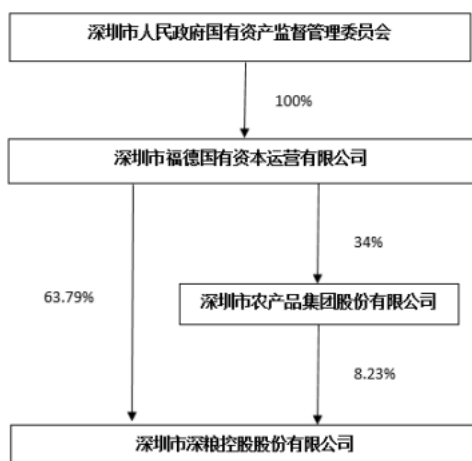 深圳市人民政府国有资产监督管理委员会
100%
深圳市福德国有资本运营有限公司
34%
63.79%
深圳市农产品集团股份有限公司
8.23%
深圳市深粮控股股份有限公司